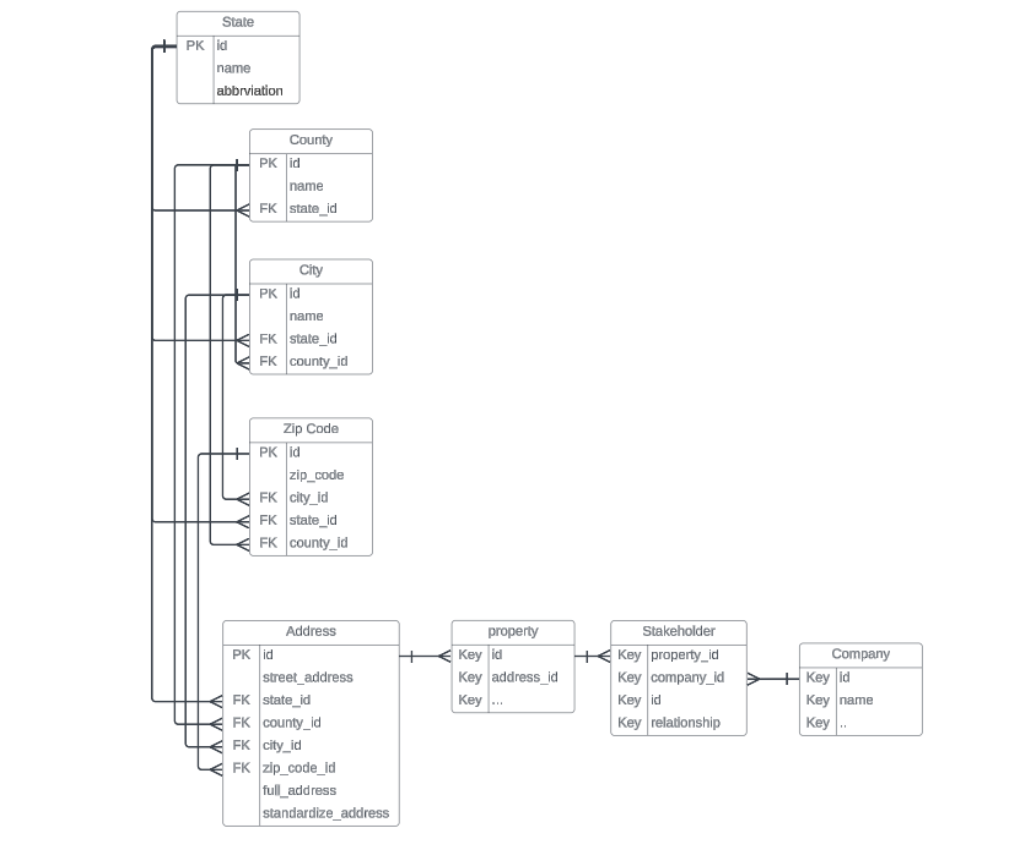 State
PK id
name
abbrviation
County
PK id
name
FK state_id
City
PK id
name
FK state_id
FK county_id
Zip Code
PK id
zip_code
FK city_id
FK state_id
FK county_id
Address
PK id
street_address
FK state_id
FK county_id
FK city_id
FK zip_code_id
full_address
standardize_address
property
Key id
Key address_id
Key ...
Stakeholder
Key property_id
Key company_id
Key id
Key relationship
Company
Key id
Key name
Key ..